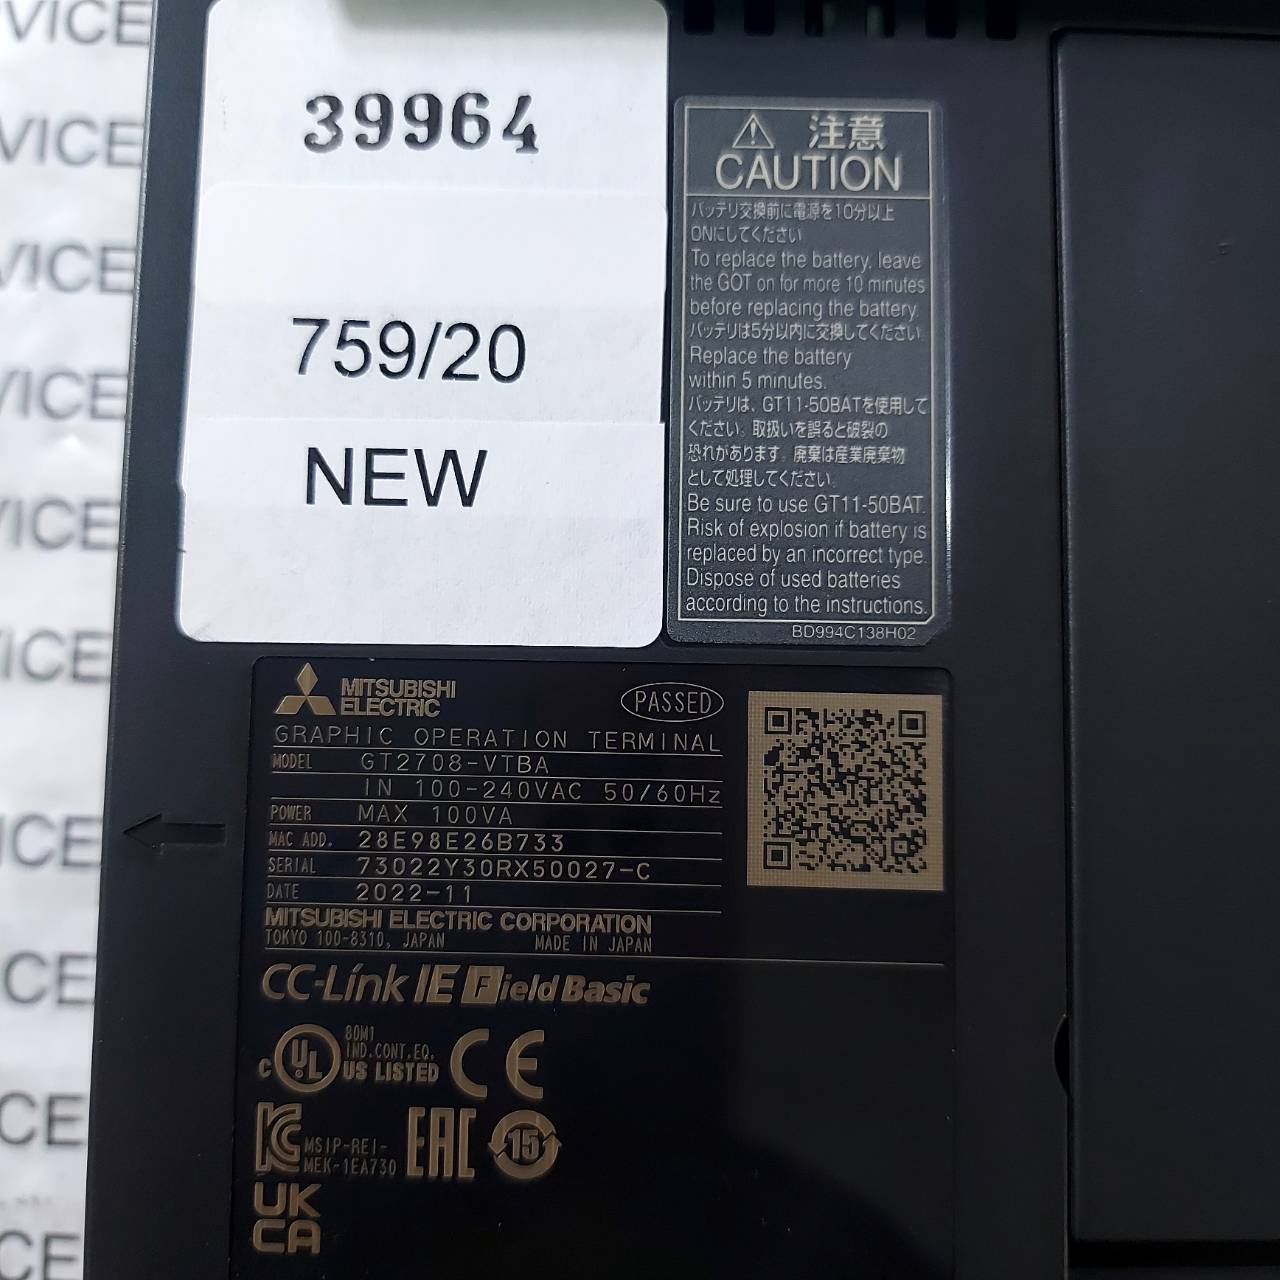 39964
759/20
NEW
注意
CAUTION
バッテリ交換前に電源を10分以上
ONにしてください
To replace the battery, leave
the GOT on for more 10 minutes
before replacing the battery.
バッテリは5分以内に交換してください
Replace the battery
within 5 minutes.
バッテリは、GT11-50BATを使用して
ください。取扱いを誤ると破裂の
恐れがあります。廃棄は産業廃棄物
として処理してください。
Be sure to use GT11-50BAT.
Risk of explosion if battery is
replaced by an incorrect type.
Dispose of used batteries
according to the instructions.
BD994C138H02
MITSUBISHI
ELECTRIC
PASSED
GRAPHIC OPERATION TERMINAL
MODEL GT2708-VTBA
IN 100-240VAC 50/60Hz
POWER MAX 100VA
MAC ADD. 28E98E26B733
SERIAL 73022Y30RX50027-C
DATE 2022-11
MITSUBISHI ELECTRIC CORPORATION
TOKYO 100-8310, JAPAN MADE IN JAPAN
CC-Link IE Field Basic
80M1
IND.CONT.EQ.
c UL US LISTED CE
KC MSIP-REI-
MEK-1EA730
EAC 15
UK
CA
RVICE
VICE
VICE
VICE
VICE
VICE
ICE
CE
CE
CE